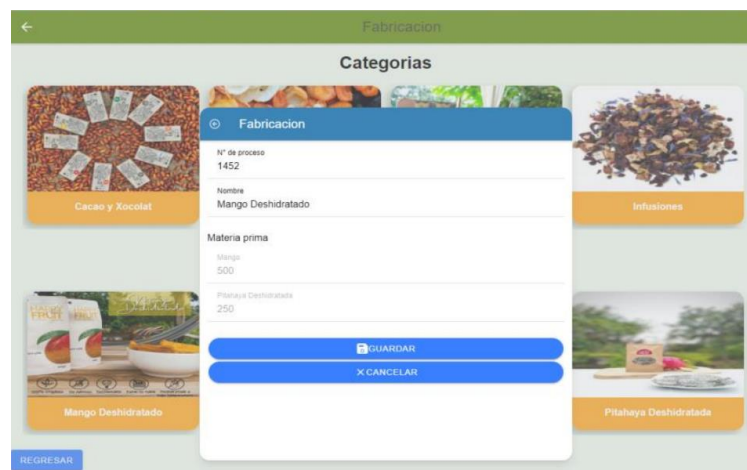 Fabricacion
Categorias
Fabricacion
N° de proceso
1452
Nombre
Mango Deshidratado
Materia prima
Mango
500
Pitahaya Deshidratada
250
GUARDAR
CANCELAR
Cacao y Xocolat
Infusiones
Mango Deshidratado
Pitahaya Deshidratada
REGRESAR